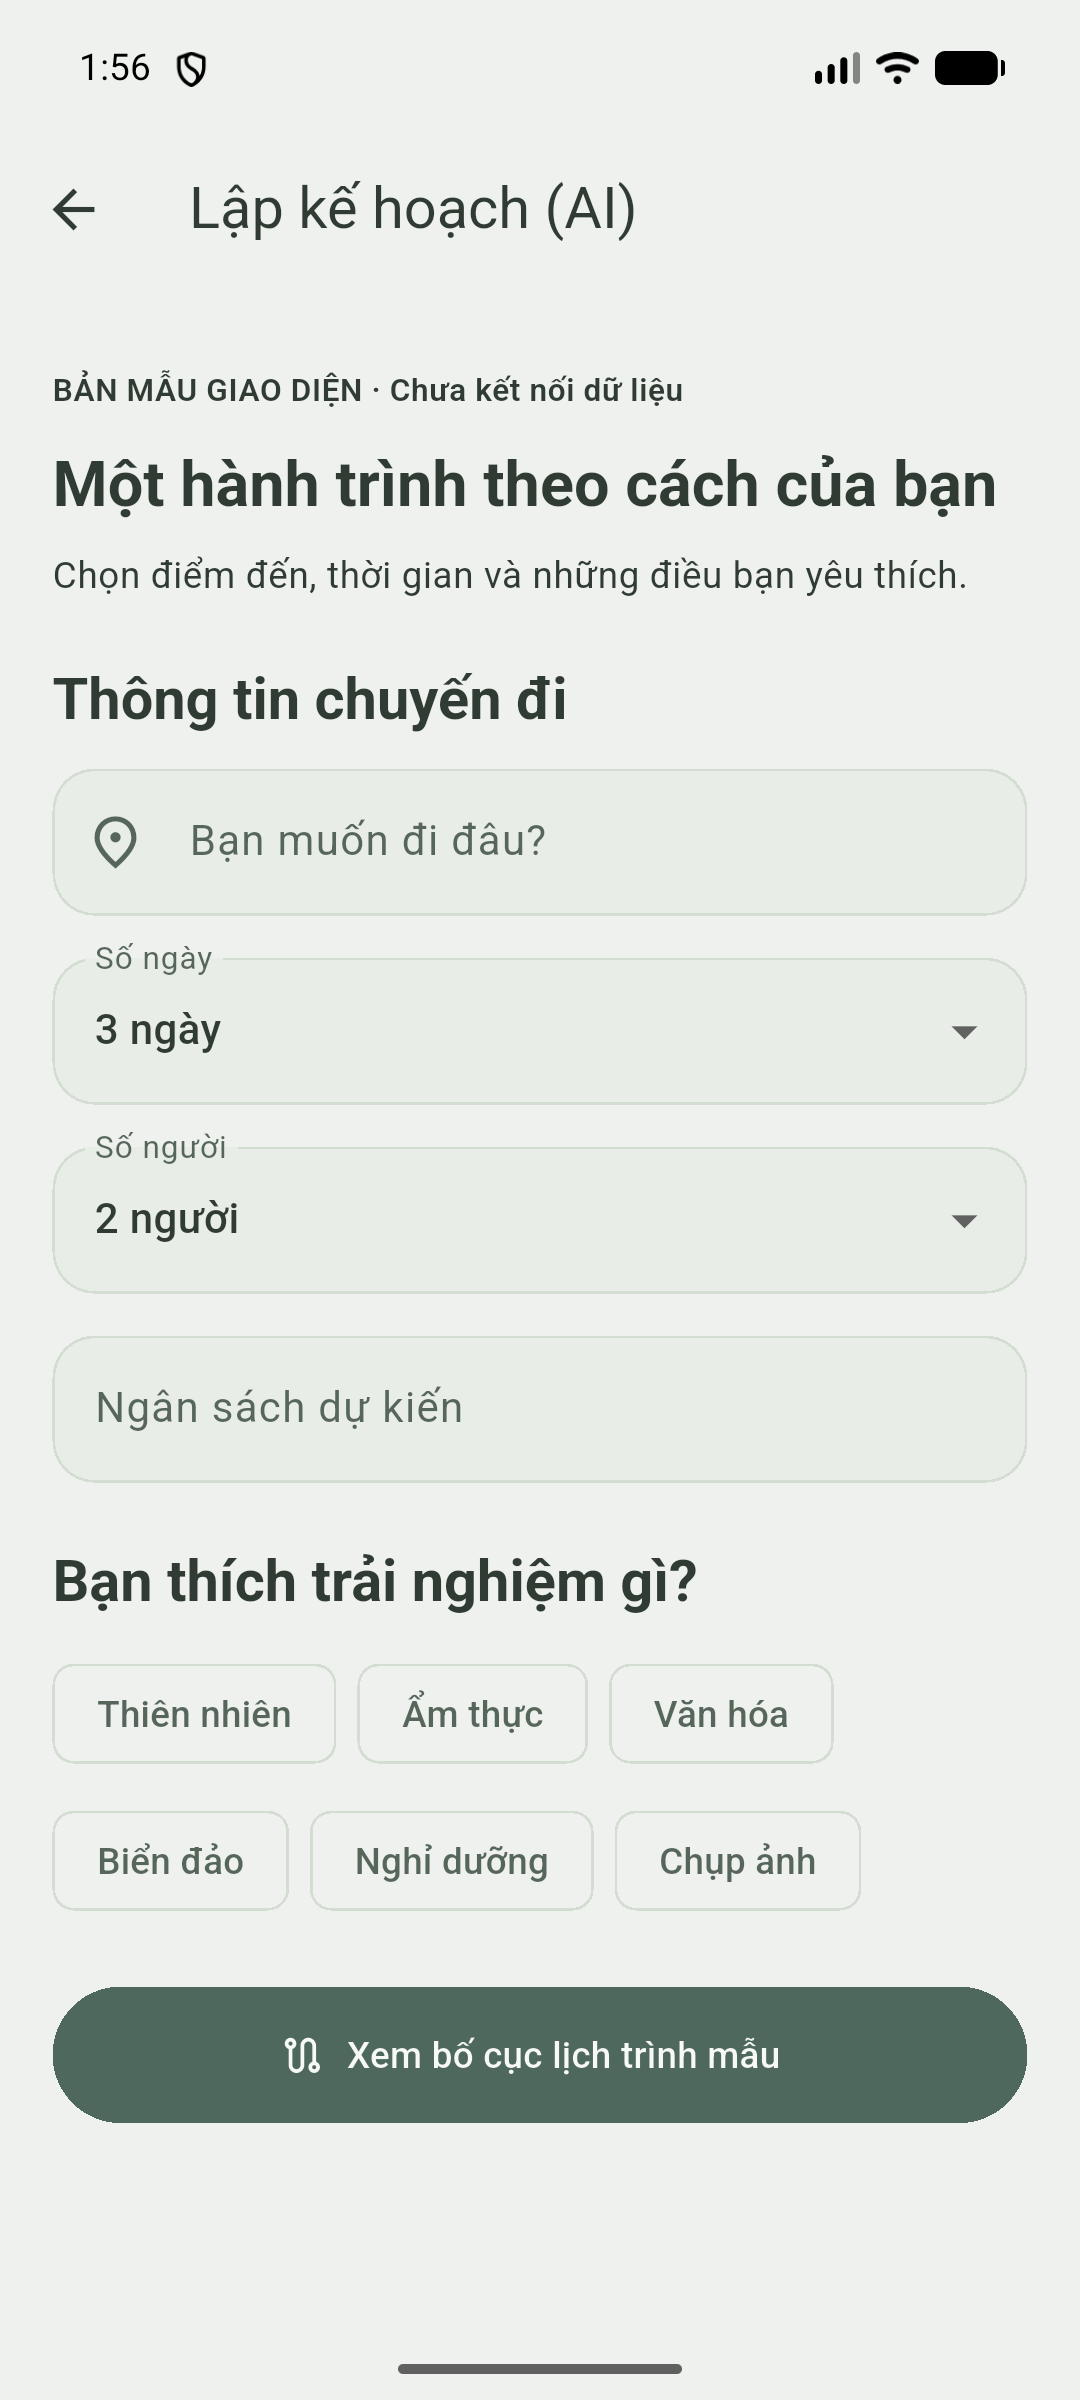 1:56
Lập kế hoạch (AI)
BẢN MẪU GIAO DIỆN · Chưa kết nối dữ liệu
Một hành trình theo cách của bạn
Chọn điểm đến, thời gian và những điều bạn yêu thích.
Thông tin chuyến đi
Bạn muốn đi đâu?
Số ngày
3 ngày
Số người
2 người
Ngân sách dự kiến
Bạn thích trải nghiệm gì?
Thiên nhiên Ẩm thực Văn hóa
Biển đảo Nghỉ dưỡng Chụp ảnh
Xem bố cục lịch trình mẫu